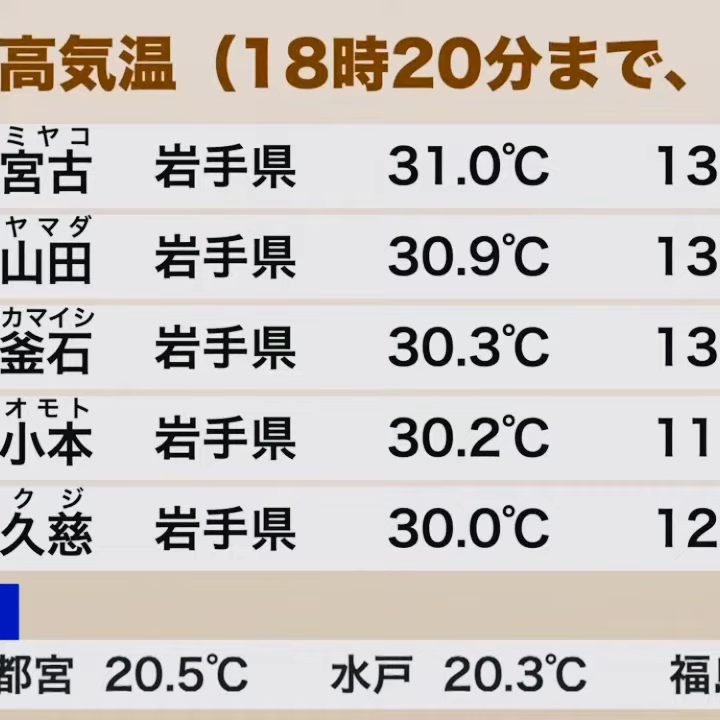 高気温（18時20分まで、
ミヤコ
宮古 岩手県 31.0℃ 13
ヤマダ
山田 岩手県 30.9℃ 13
カマイシ
釜石 岩手県 30.3℃ 13
オモト
小本 岩手県 30.2℃ 11
クジ
久慈 岩手県 30.0℃ 12
都宮 20.5℃ 水戸 20.3℃ 福